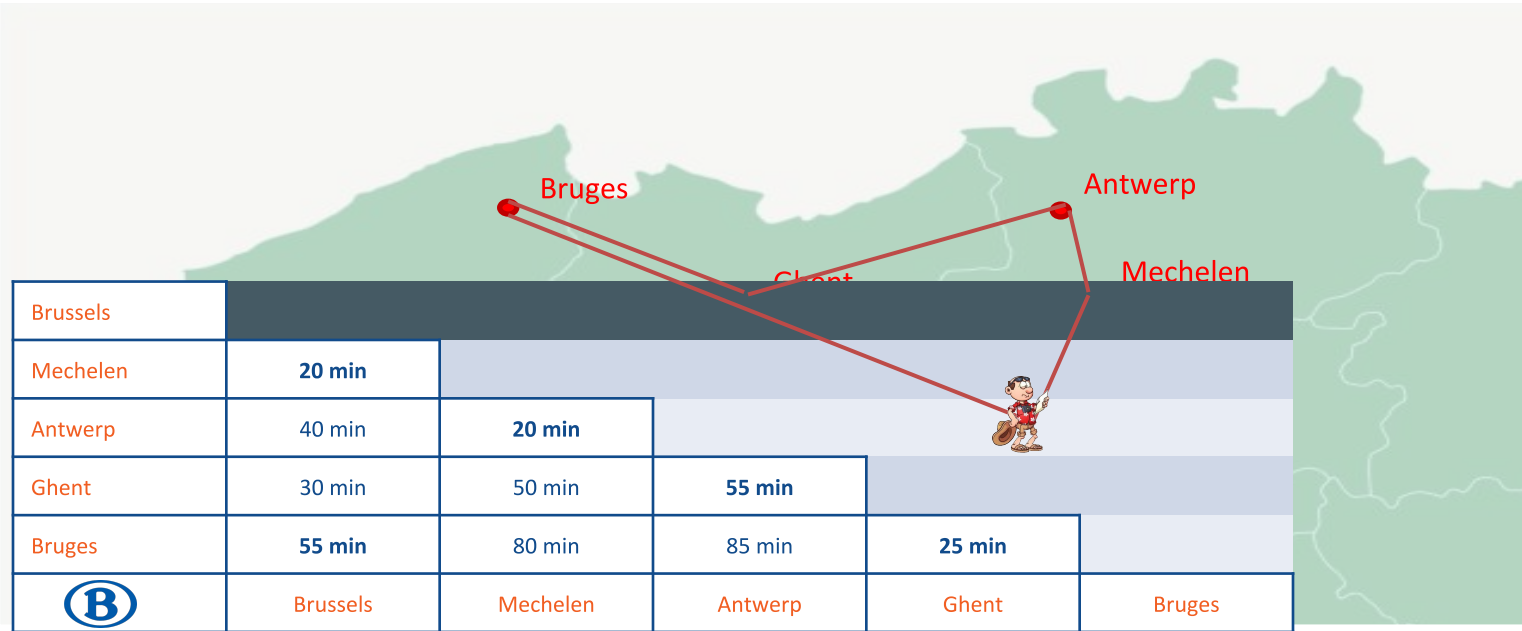 Bruges
Antwerp
Ghent
Mechelen
Brussels
Mechelen 20 min
Antwerp 40 min 20 min
Ghent 30 min 50 min 55 min
Bruges 55 min 80 min 85 min 25 min
B Brussels Mechelen Antwerp Ghent Bruges